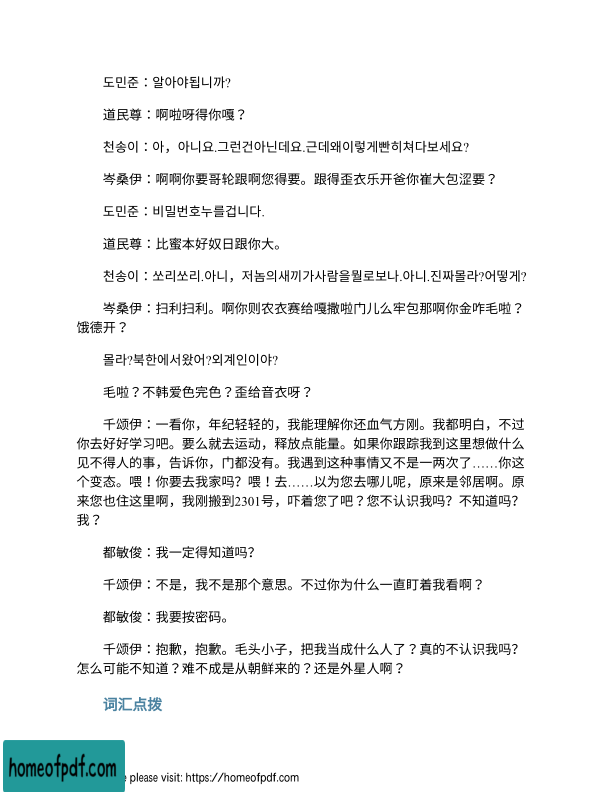 도민준：알아야됩니까?
道民尊：啊啦呀得你嘎？
천송이：아，아니요.그런건아닌데요.근데왜이렇게빤히쳐다보세요?
岑桑伊：啊啊你要哥轮跟啊您得要。跟得歪衣乐开爸你崔大包涩要？
도민준：비밀번호누를겁니다.
道民尊：比蜜本好奴日跟你大。
천송이：쏘리쏘리.아니，저놈의새끼가사람을뭘로보나.아니.진짜몰라?어떻게?
岑桑伊：扫利扫利。啊你则农衣赛给嘎撒啦门儿么牢包那啊你金咋毛啦？
饿德开？
몰라?북한에서왔어?외계인이야?
毛啦？不韩爱色完色？歪给音衣呀？
千颂伊：一看你，年纪轻轻的，我能理解你还血气方刚。我都明白，不过
你去好好学习吧。要么就去运动，释放点能量。如果你跟踪我到这里想做什么
见不得人的事，告诉你，门都没有。我遇到这种事情又不是一两次了……你这
个变态。喂！你要去我家吗？喂！去……以为您去哪儿呢，原来是邻居啊。原
来您也住这里啊，我刚搬到2301号，吓着您了吧？您不认识我吗？不知道吗？
我？
都敏俊：我一定得知道吗？
千颂伊：不是，我不是那个意思。不过你为什么一直盯着我看啊？
都敏俊：我要按密码。
千颂伊：抱歉，抱歉。毛头小子，把我当成什么人了？真的不认识我吗？
怎么可能不知道？难不成是从朝鲜来的？还是外星人啊？
词汇点拨
homeofpdf.com
e please visit: https://homeofpdf.com